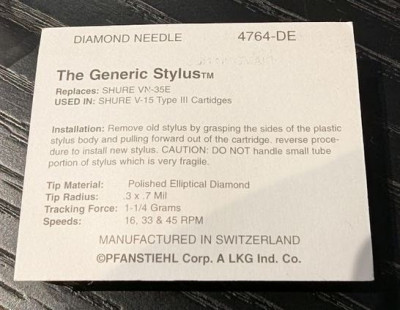 DIAMOND NEEDLE 4764-DE
The Generic Stylus™
Replaces: SHURE VN-35E
USED IN: SHURE V-15 Type III Cartidges
Installation: Remove old stylus by grasping the sides of the plastic
stylus body and pulling forward out of the cartridge. reverse proce-
dure to install new stylus. CAUTION: DO NOT handle small tube
portion of stylus which is very fragile.
Tip Material: Polished Elliptical Diamond
Tip Radius: .3 x .7 Mil
Tracking Force: 1-1/4 Grams
Speeds: 16, 33 & 45 RPM
MANUFACTURED IN SWITZERLAND
©PFANSTIEHL Corp. A LKG Ind. Co.